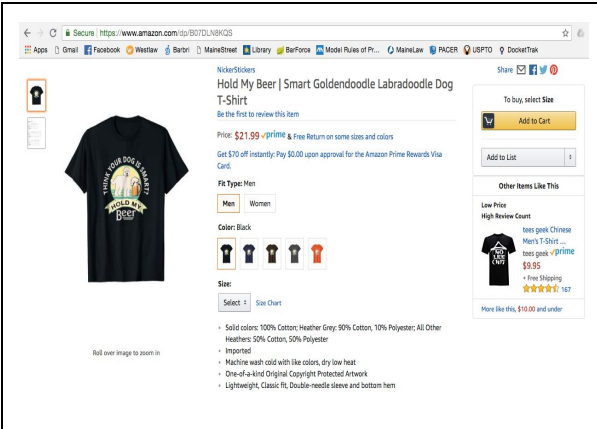 Secure | https://www.amazon.com/dp/B07DLN8KQS
Apps Gmail Facebook Westlaw Barbri MaineStreet Library BarForce Model Rules of Pr... MaineLaw PACER USPTO DocketTrak
NickerStickers
Hold My Beer | Smart Goldendoodle Labradoodle Dog
T-Shirt
Be the first to review this item
Price: $21.99 prime & Free Return on some sizes and colors
Get $70 off instantly: Pay $0.00 upon approval for the Amazon Prime Rewards Visa
Card.
Fit Type: Men
Men Women
Color: Black
Size:
Select Size Chart
Solid colors: 100% Cotton; Heather Grey: 90% Cotton, 10% Polyester; All Other
Heathers: 50% Cotton, 50% Polyester
Imported
Machine wash cold with like colors, dry low heat
One-of-a-kind Original Copyright Protected Artwork
Lightweight, Classic fit, Double-needle sleeve and bottom hem
THINK YOUR DOG IS SMART?
HOLD MY
Beer
Roll over image to zoom in
Share
To buy, select Size
Add to Cart
Add to List
Other Items Like This
Low Price
High Review Count
tees geek Chinese
Men's T-Shirt ...
tees geek prime
$9.95
+ Free Shipping
167
More like this, $10.00 and under